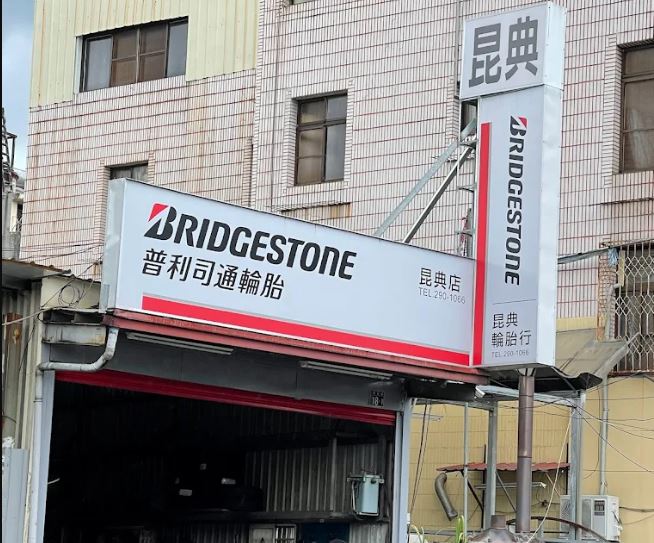 BRIDGESTONE
普利司通輪胎
昆典店
TEL.290-1066
昆典
BRIDGESTONE
昆典
輪胎行
TEL.290-1066